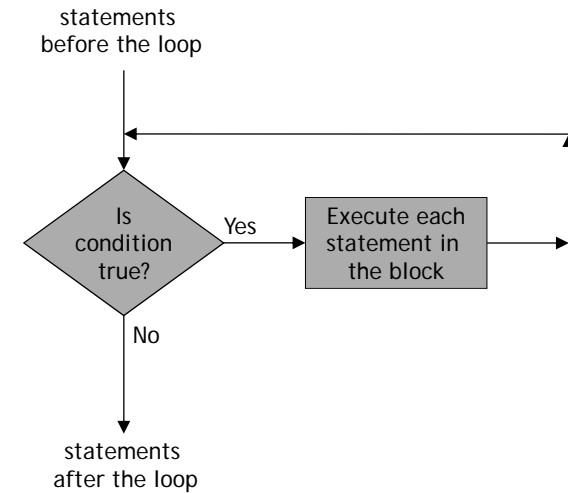 statements
before the loop
Is
condition
true?
Yes
Execute each
statement in
the block
No
statements
after the loop